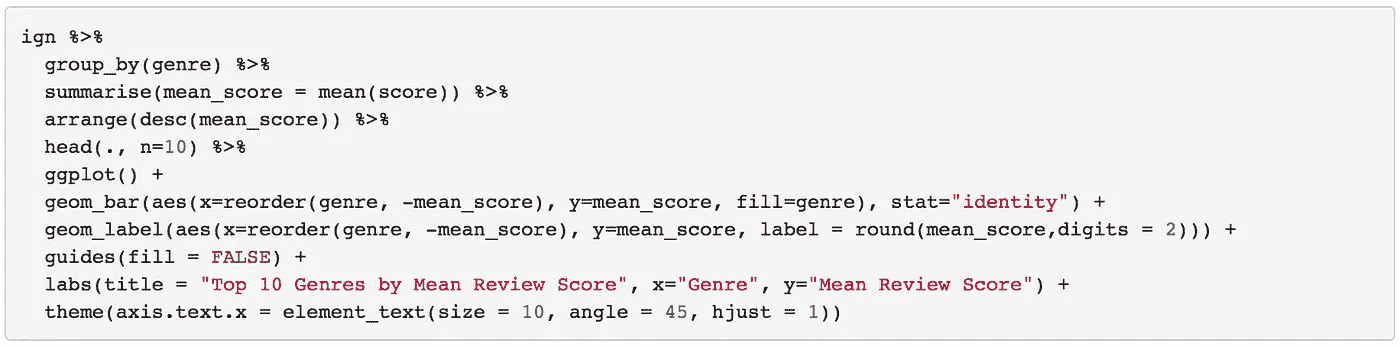 ign %>%
  group_by(genre) %>%
  summarise(mean_score = mean(score)) %>%
  arrange(desc(mean_score)) %>%
  head(., n=10) %>%
  ggplot() +
  geom_bar(aes(x=reorder(genre, -mean_score), y=mean_score, fill=genre), stat="identity") +
  geom_label(aes(x=reorder(genre, -mean_score), y=mean_score, label = round(mean_score,digits = 2))) +
  guides(fill = FALSE) +
  labs(title = "Top 10 Genres by Mean Review Score", x="Genre", y="Mean Review Score") +
  theme(axis.text.x = element_text(size = 10, angle = 45, hjust = 1))